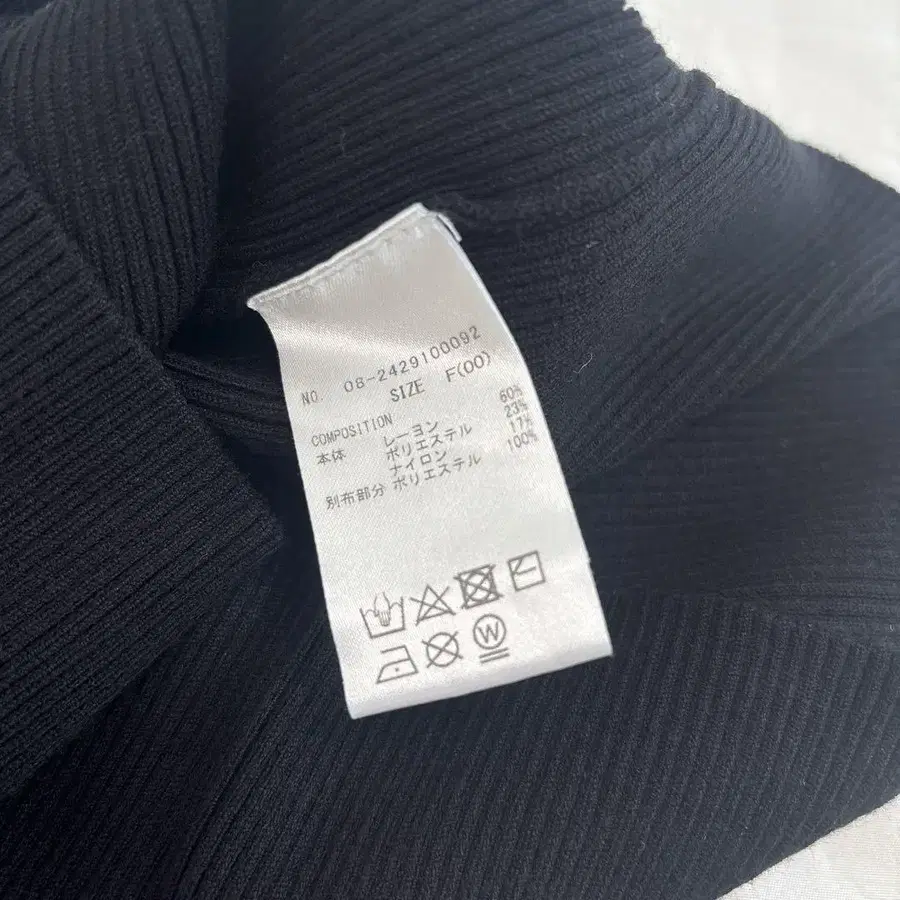 NO. 08-2429100092
SIZE F(00)
COMPOSITION
本体 レーヨン 60%
ポリエステル 23%
ナイロン 17%
別布部分 ポリエステル 100%
W